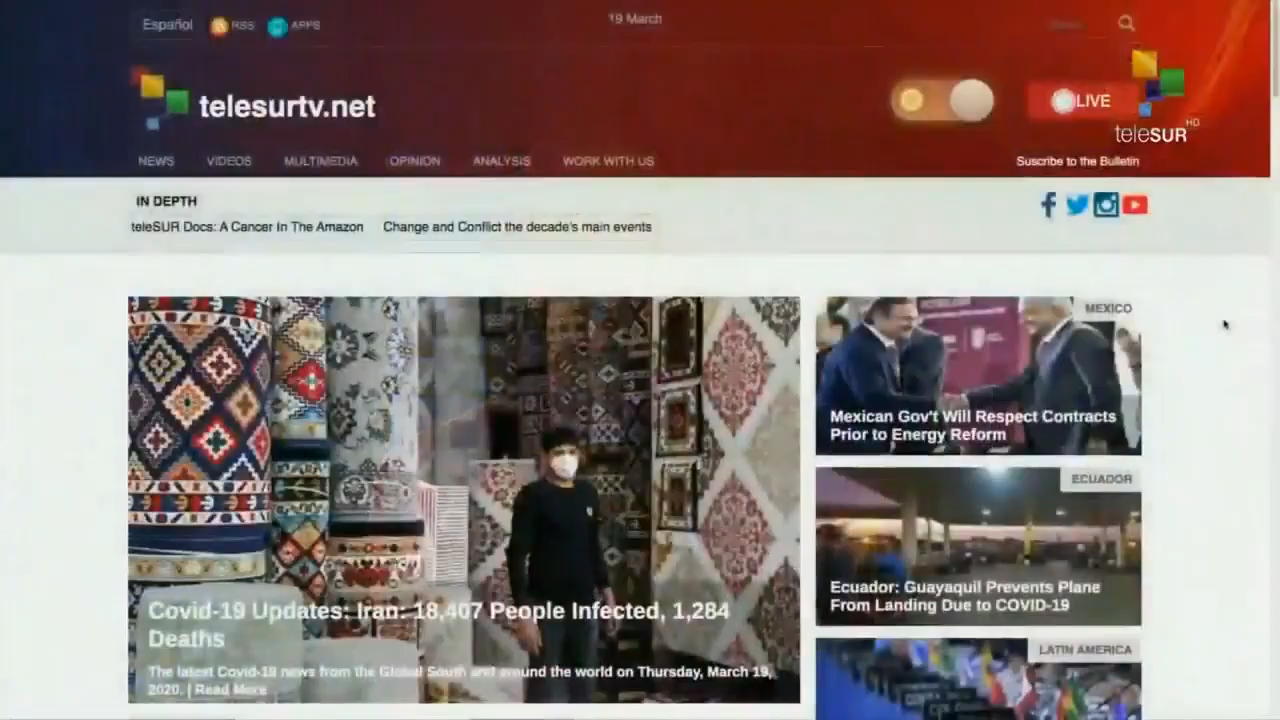 Español RSS APPS
19 March
telesurtv.net
LIVE
teleSUR HD
NEWS VIDEOS MULTIMEDIA OPINION ANALYSIS WORK WITH US
Suscribe to the Bulletin
IN DEPTH
teleSUR Docs: A Cancer In The Amazon Change and Conflict the decade's main events
Covid-19 Updates: Iran: 18,407 People Infected, 1,284
Deaths
The latest Covid-19 news from the Global South and around the world on Thursday, March 19,
2020. | Read More
MEXICO
Mexican Gov't Will Respect Contracts
Prior to Energy Reform
ECUADOR
Ecuador: Guayaquil Prevents Plane
From Landing Due to COVID-19
LATIN AMERICA